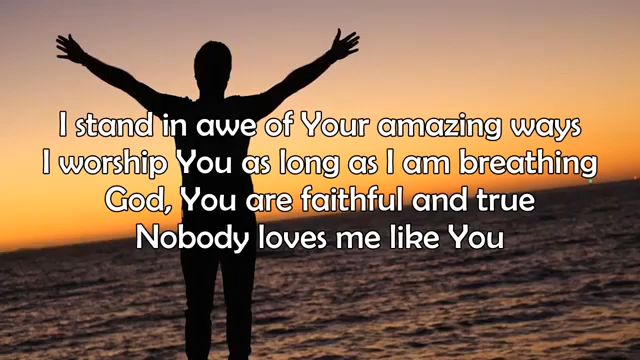 I stand in awe of Your amazing ways
I worship You as long as I am breathing
God, You are faithful and true
Nobody loves me like You